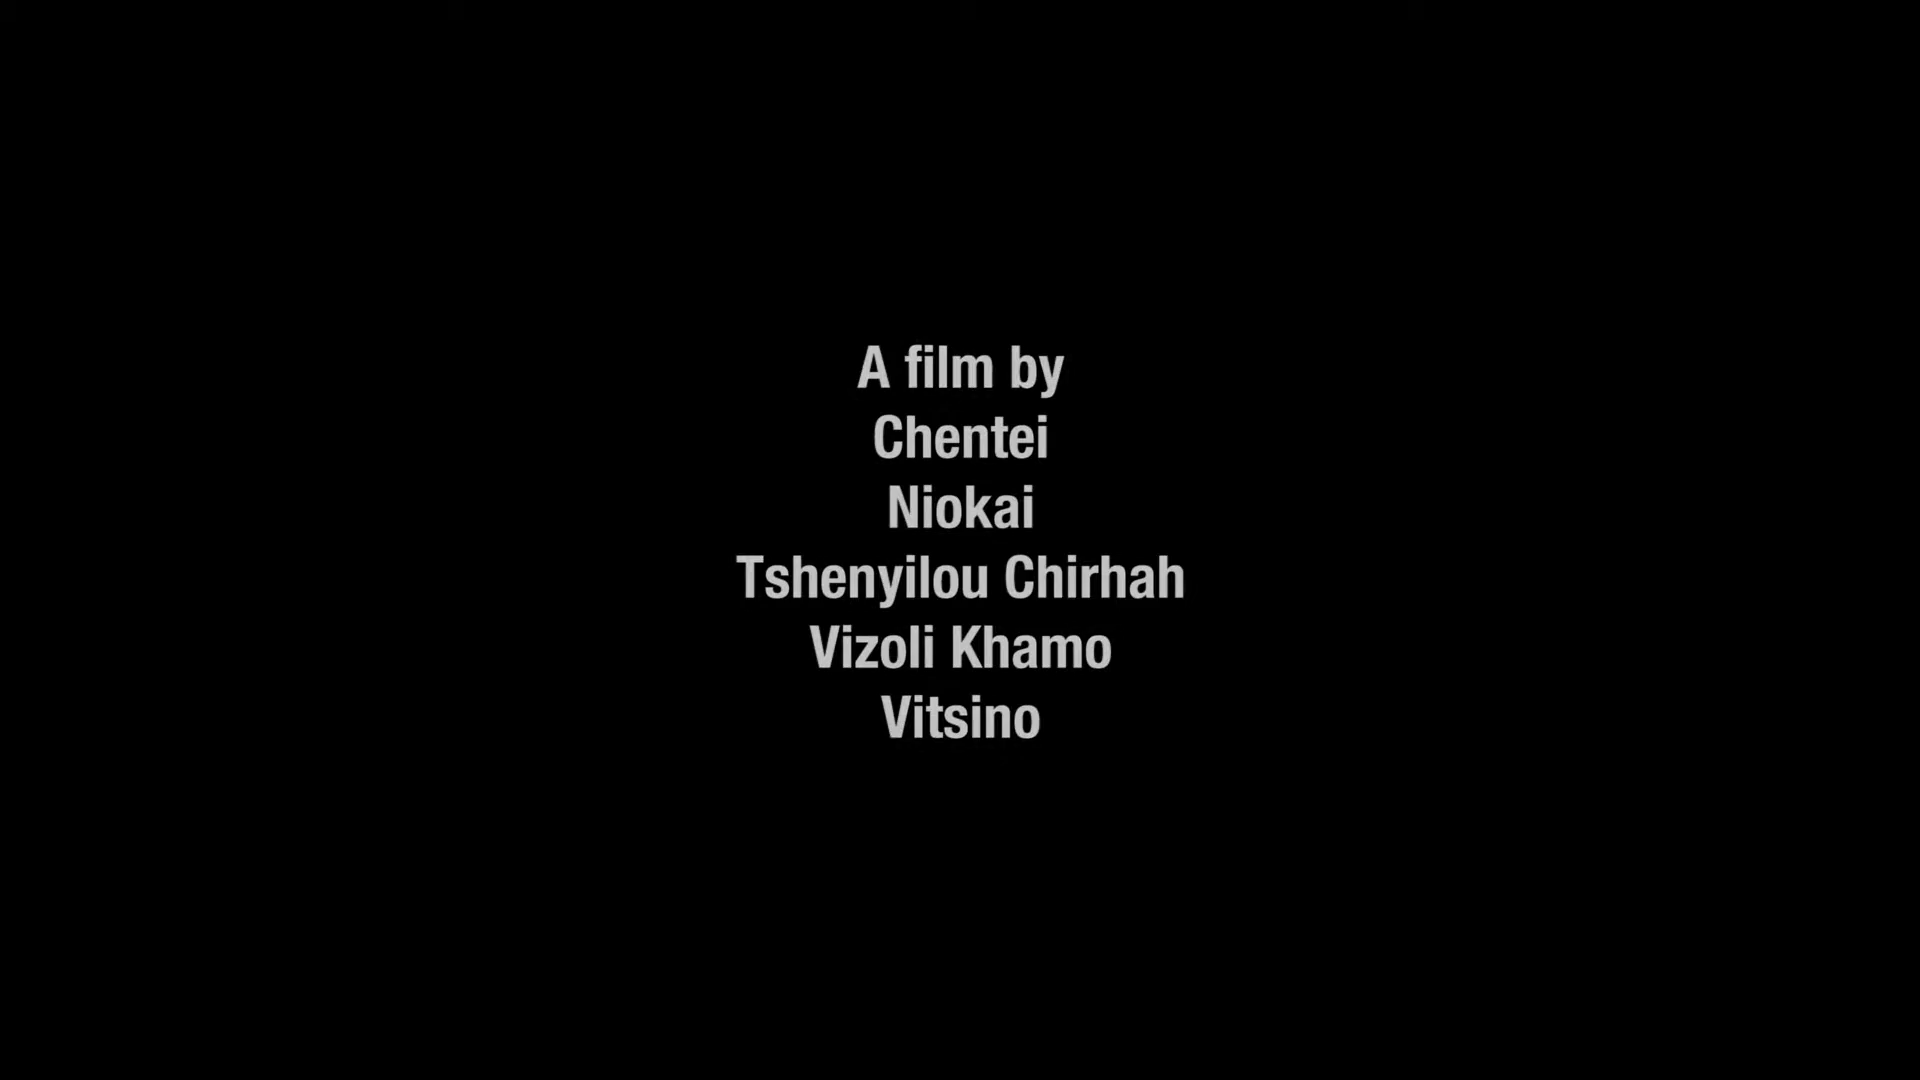 A film by
Chentei
Niokai
Tshenyilou Chirhah
Vizoli Khamo
Vitsino